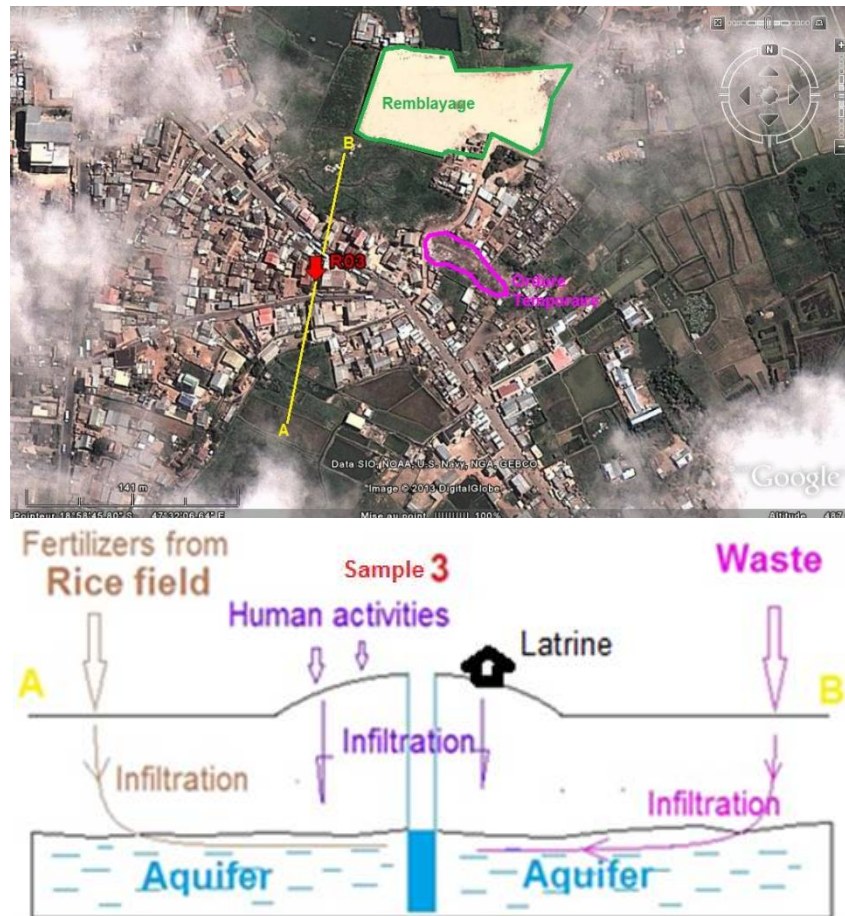 N
Remblayage
B
R03
Ordure
Temporaire
A
Data SIO, NOAA, U.S. Navy, NGA, GEBCO
Image © 2013 DigitalGlobe
Google
141 m
Mise au point 100%
Altitude 487
Fertilizers from
Rice field
Sample 3
Waste
Human activities
Latrine
A
B
Infiltration
Infiltration
Infiltration
Aquifer
Aquifer